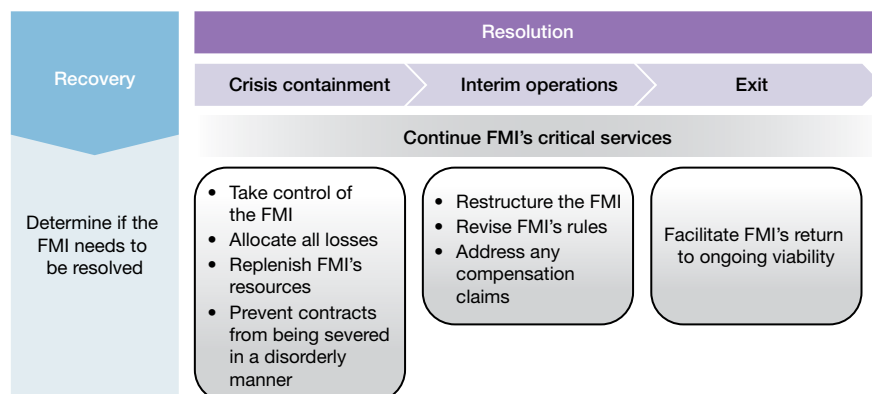 Recovery
Determine if the
FMI needs to
be resolved
Resolution
Crisis containment
Interim operations
Exit
Continue FMI's critical services
• Take control of
the FMI
• Allocate all losses
• Replenish FMI's
resources
• Prevent contracts
from being severed
in a disorderly
manner
• Restructure the FMI
• Revise FMI's rules
• Address any
compensation
claims
Facilitate FMI's return
to ongoing viability